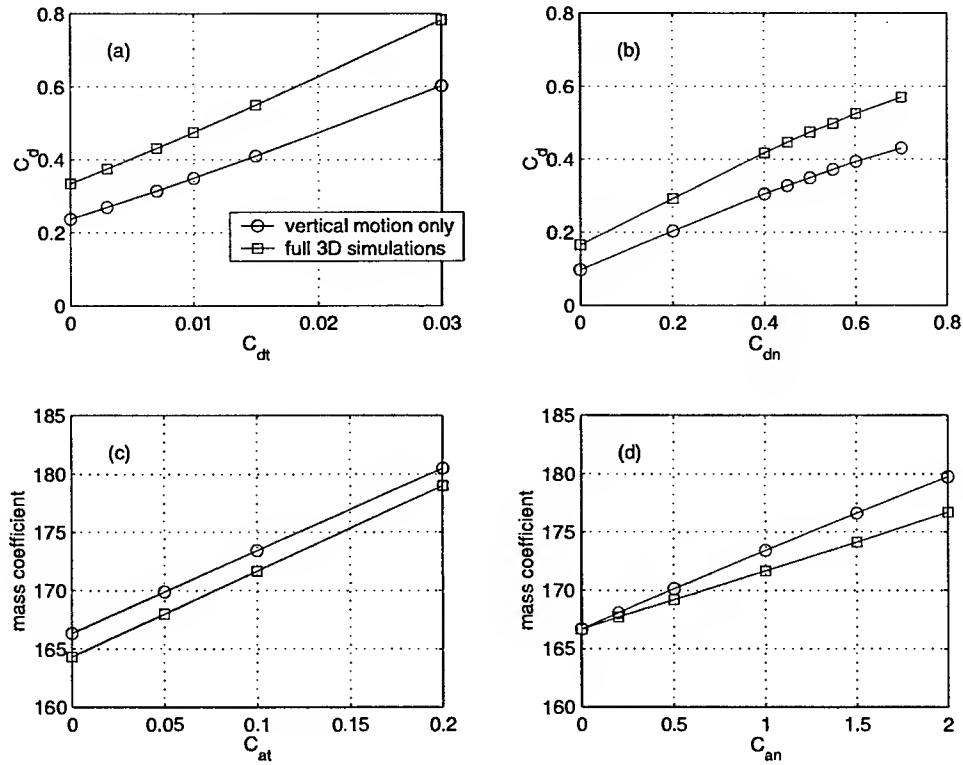 (a)
0.8
0.6
0.4
0.2
0
C_d
0
0.01
0.02
0.03
C_dt
vertical motion only
full 3D simulations
(b)
0.8
0.6
0.4
0.2
0
C_d
0
0.2
0.4
0.6
0.8
C_dn
(c)
185
180
175
170
165
160
mass coefficient
0
0.05
0.1
0.15
0.2
C_at
(d)
185
180
175
170
165
160
mass coefficient
0
0.5
1
1.5
2
C_an